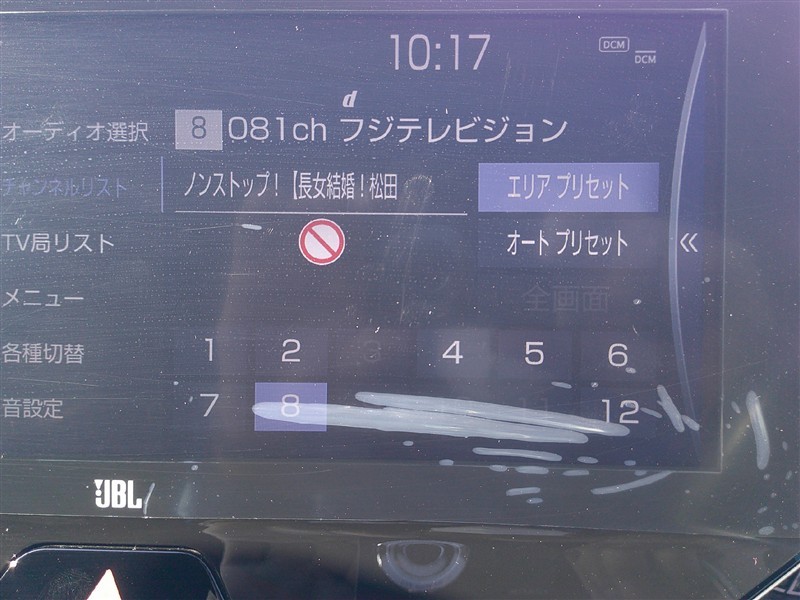 10:17
DCM
DCM
d
オーディオ選択 8 081ch フジテレビジョン
チャンネルリスト ノンストップ！【長女結婚！松田 エリア プリセット
TV局リスト オート プリセット «
メニュー 全画面
各種切替 1 2 3 4 5 6
音設定 7 8 12
JBL